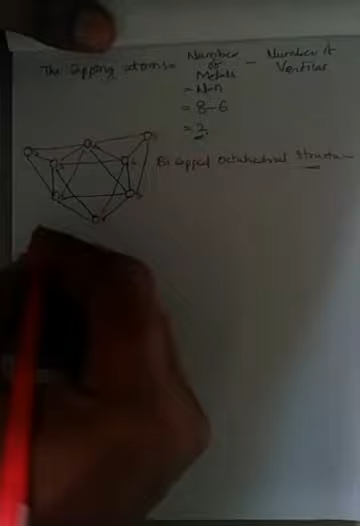 The Capping atoms = Number of Metals - Number of Vertices
= N-n
= 8-6
= 2.
Bi capped octahedral structure